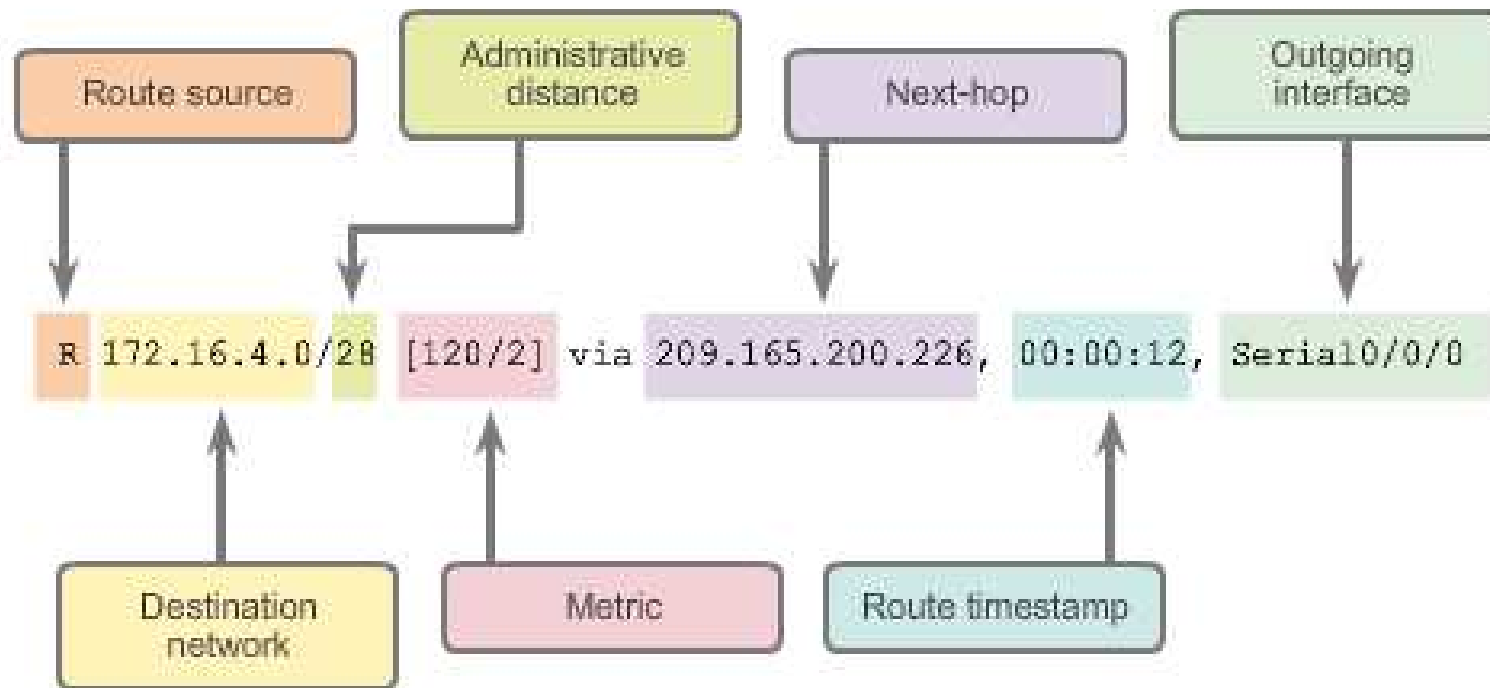 Route source
Administrative
distance
Next-hop
Outgoing
interface
R 172.16.4.0/28 [120/2] via 209.165.200.226, 00:00:12, Serial0/0/0
Destination
network
Metric
Route timestamp